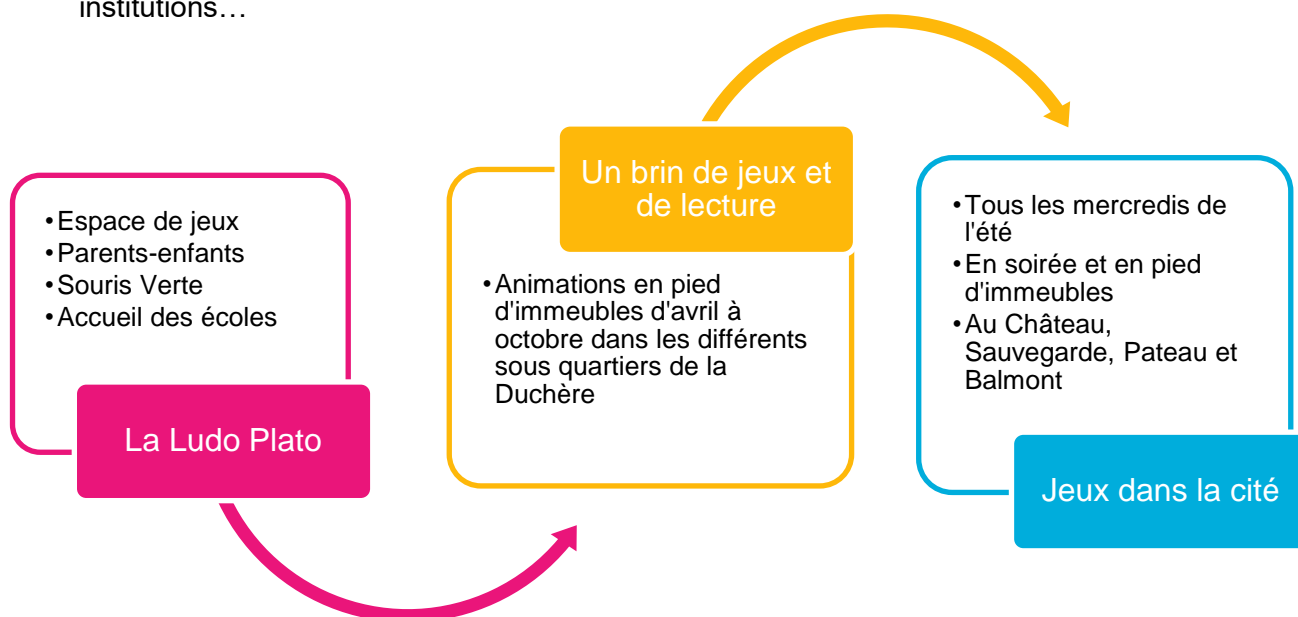 institutions…
•Espace de jeux
•Parents-enfants
•Souris Verte
•Accueil des écoles
La Ludo Plato
Un brin de jeux et
de lecture
•Animations en pied
d'immeubles d'avril à
octobre dans les différents
sous quartiers de la
Duchère
•Tous les mercredis de
l'été
•En soirée et en pied
d'immeubles
•Au Château,
Sauvegarde, Pateau et
Balmont
Jeux dans la cité